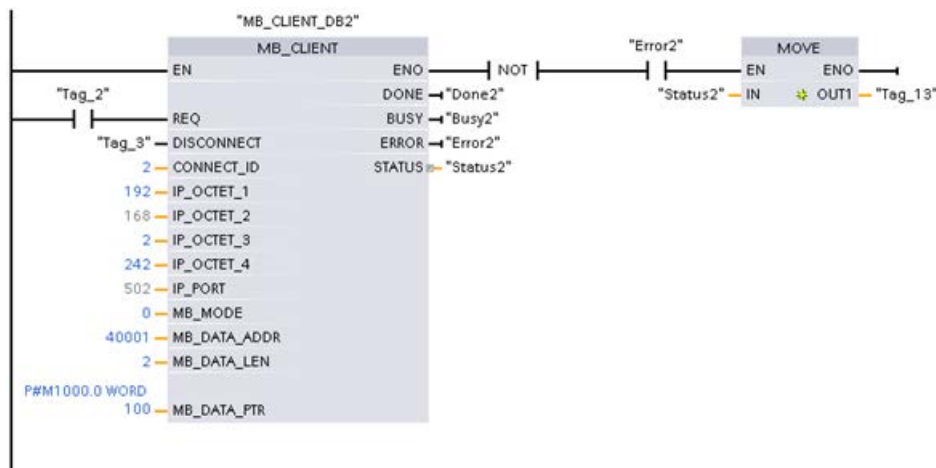 "MB_CLIENT_DB2"
MB_CLIENT
"Error2"
MOVE
EN ENO
NOT
EN ENO
"Tag_2"
DONE "Done2"
"Status2" IN OUT1 "Tag_13"
REQ BUSY "Busy2"
"Tag_3" DISCONNECT ERROR "Error2"
2 CONNECT_ID STATUS "Status2"
192 IP_OCTET_1
168 IP_OCTET_2
2 IP_OCTET_3
242 IP_OCTET_4
502 IP_PORT
0 MB_MODE
40001 MB_DATA_ADDR
2 MB_DATA_LEN
P#M1000.0 WORD
100 MB_DATA_PTR